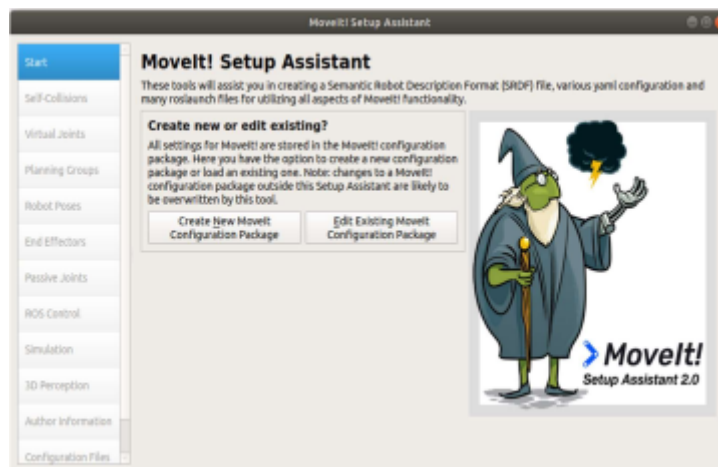 MoveIt! Setup Assistant
Start
Self-Collisions
Virtual Joints
Planning Groups
Robot Poses
End Effectors
Passive Joints
ROS Control
Simulation
3D Perception
Author Information
Configuration Files
MoveIt! Setup Assistant
These tools will assist you in creating a Semantic Robot Description Format (SRDF) file, various yaml configuration and
many roslaunch files for utilizing all aspects of MoveIt! functionality.
Create new or edit existing?
All settings for MoveIt! are stored
in the MoveIt! configuration
package. Here you have the option
to create a new configuration
package or load an existing one. Note: changes to a MoveIt!
configuration package outside this Setup Assistant are likely to
be overwritten by this tool.
Create New MoveIt
Configuration Package
Edit Existing MoveIt
Configuration Package
MoveIt!
Setup Assistant 2.0